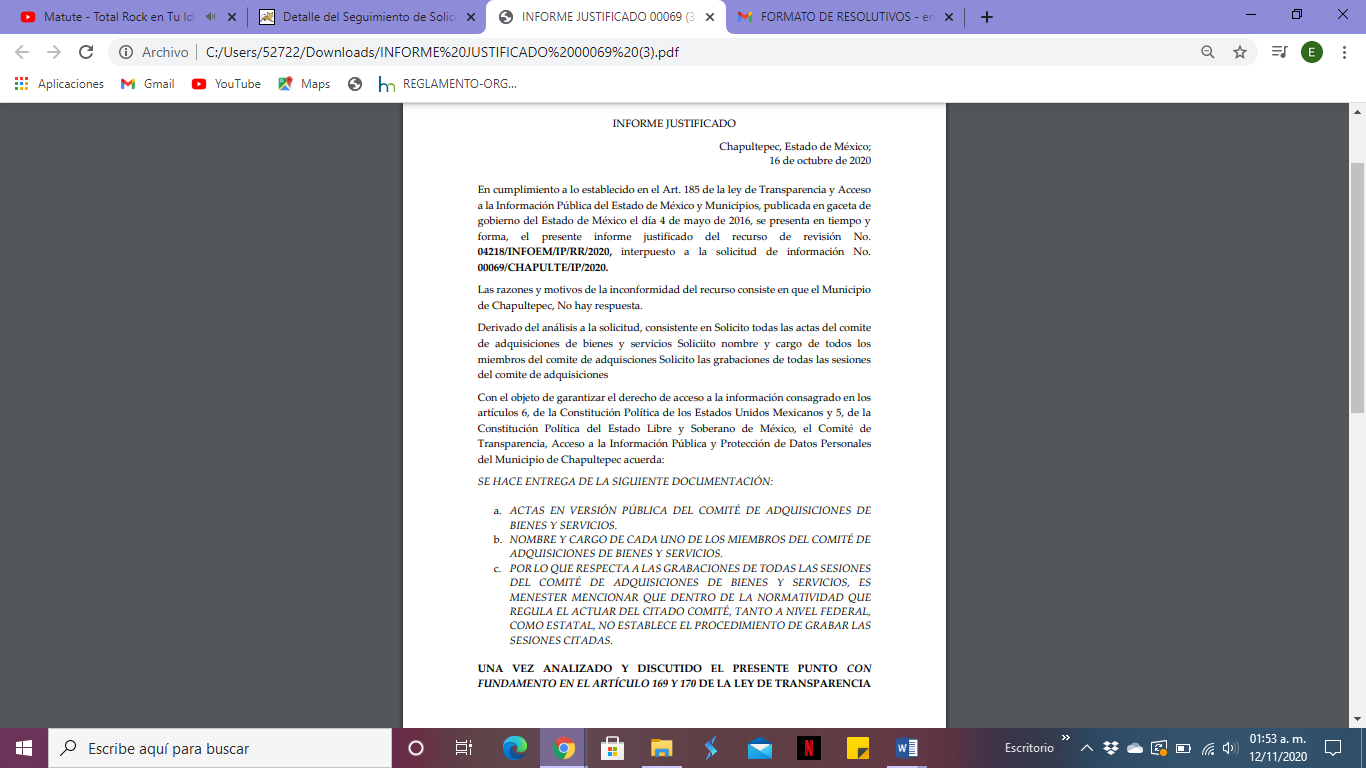 Matute - Total Rock en Tu Id
Detalle del Seguimiento de Solici
INFORME JUSTIFICADO 00069 (3
FORMATO DE RESOLUTIVOS - en
Archivo
C:/Users/52722/Downloads/INFORME%20JUSTIFICADO%2000069%20(3).pdf
E
Aplicaciones
Gmail
YouTube
Maps
REGLAMENTO-ORG...
INFORME JUSTIFICADO
Chapultepec, Estado de México;
16 de octubre de 2020
En cumplimiento a lo establecido en el Art. 185 de la ley de Transparencia y Acceso
a la Información Pública del Estado de México y Municipios, publicada en gaceta de
gobierno del Estado de México el día 4 de mayo de 2016, se presenta en tiempo y
forma, el presente informe justificado del recurso de revisión No.
04218/INFOEM/IP/RR/2020, interpuesto a la solicitud de información No.
00069/CHAPULTE/IP/2020.
Las razones y motivos de la inconformidad del recurso consiste en que el Municipio
de Chapultepec, No hay respuesta.
Derivado del análisis a la solicitud, consistente en Solicito todas las actas del comite
de adquisiciones de bienes y servicios Soliciito nombre y cargo de todos los
miembros del comite de adquisciones Solicito las grabaciones de todas las sesiones
del comite de adquisiciones
Con el objeto de garantizar el derecho de acceso a la información consagrado en los
artículos 6, de la Constitución Política de los Estados Unidos Mexicanos y 5, de la
Constitución Política del Estado Libre y Soberano de México, el Comité de
Transparencia, Acceso a la Información Pública y Protección de Datos Personales
del Municipio de Chapultepec acuerda:
SE HACE ENTREGA DE LA SIGUIENTE DOCUMENTACIÓN:
a. ACTAS EN VERSIÓN PÚBLICA DEL COMITÉ DE ADQUISICIONES DE
BIENES Y SERVICIOS.
b. NOMBRE Y CARGO DE CADA UNO DE LOS MIEMBROS DEL COMITÉ DE
ADQUISICIONES DE BIENES Y SERVICIOS.
c. POR LO QUE RESPECTA A LAS GRABACIONES DE TODAS LAS SESIONES
DEL COMITÉ DE ADQUISICIONES DE BIENES Y SERVICIOS, ES
MENESTER MENCIONAR QUE DENTRO DE LA NORMATIVIDAD QUE
REGULA EL ACTUAR DEL CITADO COMITÉ, TANTO A NIVEL FEDERAL,
COMO ESTATAL, NO ESTABLECE EL PROCEDIMIENTO DE GRABAR LAS
SESIONES CITADAS.
UNA VEZ ANALIZADO Y DISCUTIDO EL PRESENTE PUNTO CON
FUNDAMENTO EN EL ARTÍCULO 169 Y 170 DE LA LEY DE TRANSPARENCIA
Escribe aquí para buscar
Escritorio
01:53 a. m.
12/11/2020